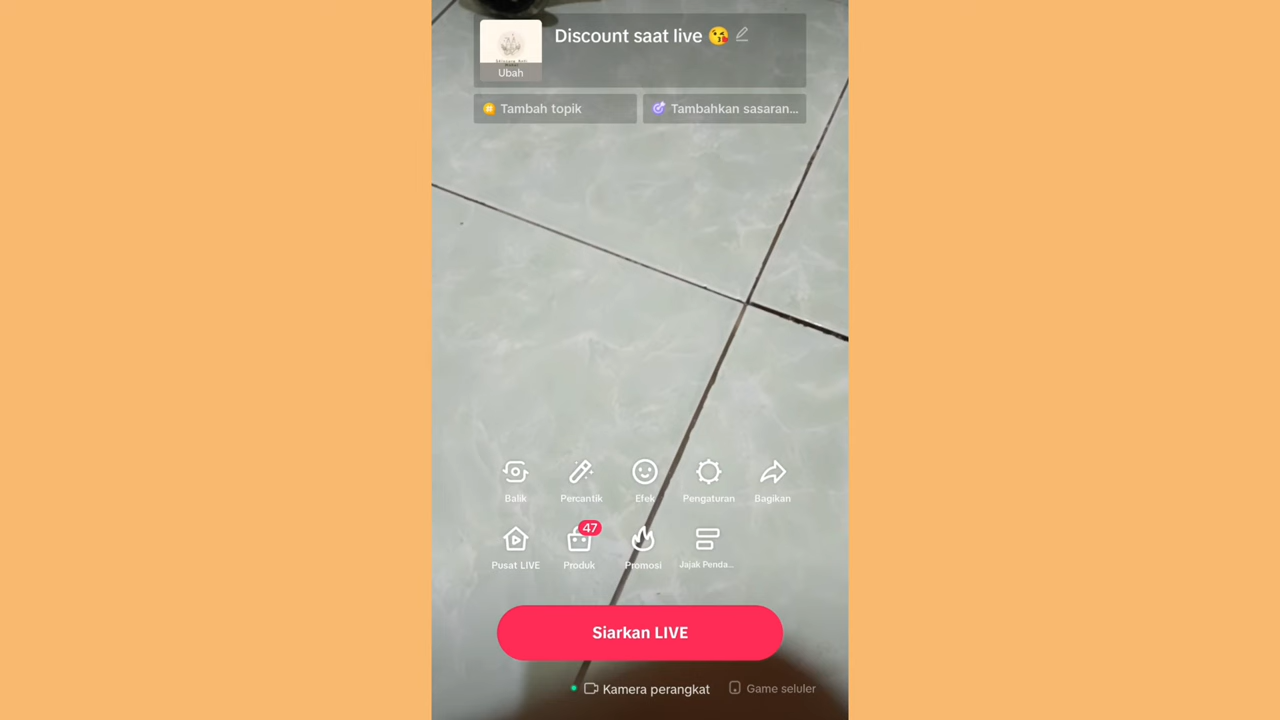 Discount saat live 😘
Ubah
Tambah topik
Tambahkan sasaran...
Balik
Percantik
Efek
Pengaturan
Bagikan
47
Pusat LIVE
Produk
Promosi
Jajak Penda...
Siarkan LIVE
Kamera perangkat
Game seluler